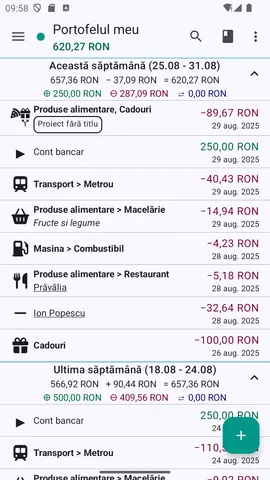 09:58
Portofelul meu
620,27 RON
Această săptămână (25.08 - 31.08)
657,36 RON − 37,09 RON = 620,27 RON
250,00 RON 287,09 RON 0,00 RON
Produse alimentare, Cadouri
−89,67 RON
Proiect fără titlu
29 aug. 2025
Cont bancar
250,00 RON
29 aug. 2025
Transport > Metrou
−40,43 RON
29 aug. 2025
Produse alimentare > Macelărie
−14,94 RON
Fructe si legume
29 aug. 2025
Masina > Combustibil
−4,23 RON
28 aug. 2025
Produse alimentare > Restaurant
−5,18 RON
Prăvălia
28 aug. 2025
Ion Popescu
−32,64 RON
28 aug. 2025
Cadouri
−100,00 RON
26 aug. 2025
Ultima săptămână (18.08 - 24.08)
566,92 RON + 90,44 RON = 657,36 RON
500,00 RON 409,56 RON 0,00 RON
Cont bancar
250,00 RON
24
Transport > Metrou
24
Produse alimentare > Macelărie